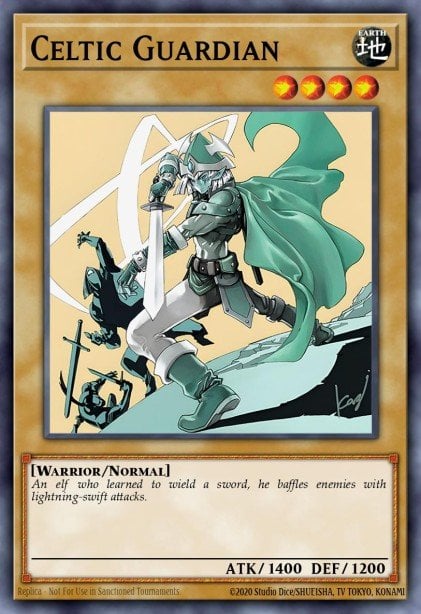 CELTIC GUARDIAN
EARTH
地
[WARRIOR/NORMAL]
An elf who learned to wield a sword, he baffles enemies with
lightning-swift attacks.
ATK/1400 DEF/1200
Replica - Not For Use in Sanctioned Tournaments
©2020 Studio Dice/SHUEISHA, TV TOKYO, KONAMI